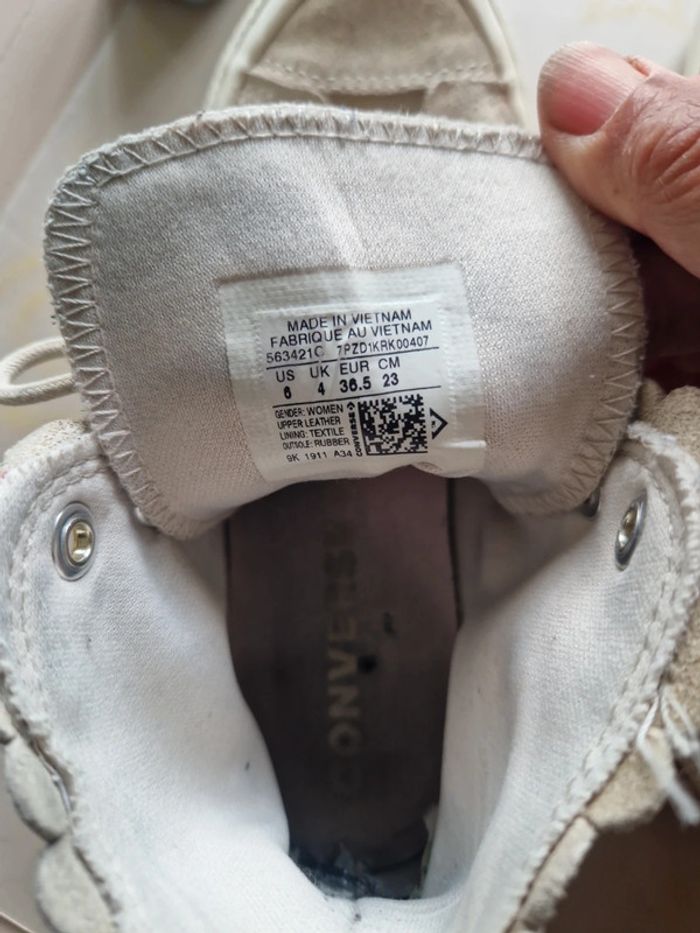 MADE IN VIETNAM
FABRIQUE AU VIETNAM
563421C 7PZD1KRK00407
US UK EUR CM
6 4 36.5 23
GENDER: WOMEN
UPPER LEATHER
LINING: TEXTILE
OUTSOLE: RUBBER
CONVERSE
9K 1911 A34
CONVERSE